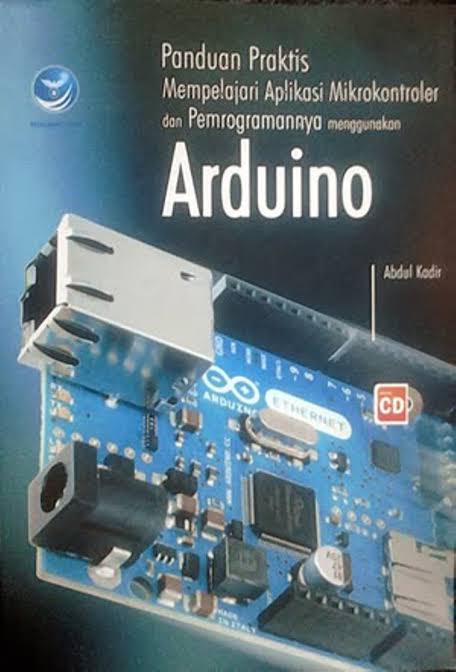 Panduan Praktis
Mempelajari Aplikasi Mikrokontroler
dan Pemrogramannya menggunakan
Arduino
Abdul Kadir
CD
ARDUINO
ETHERNET
MADE
IN ITALY